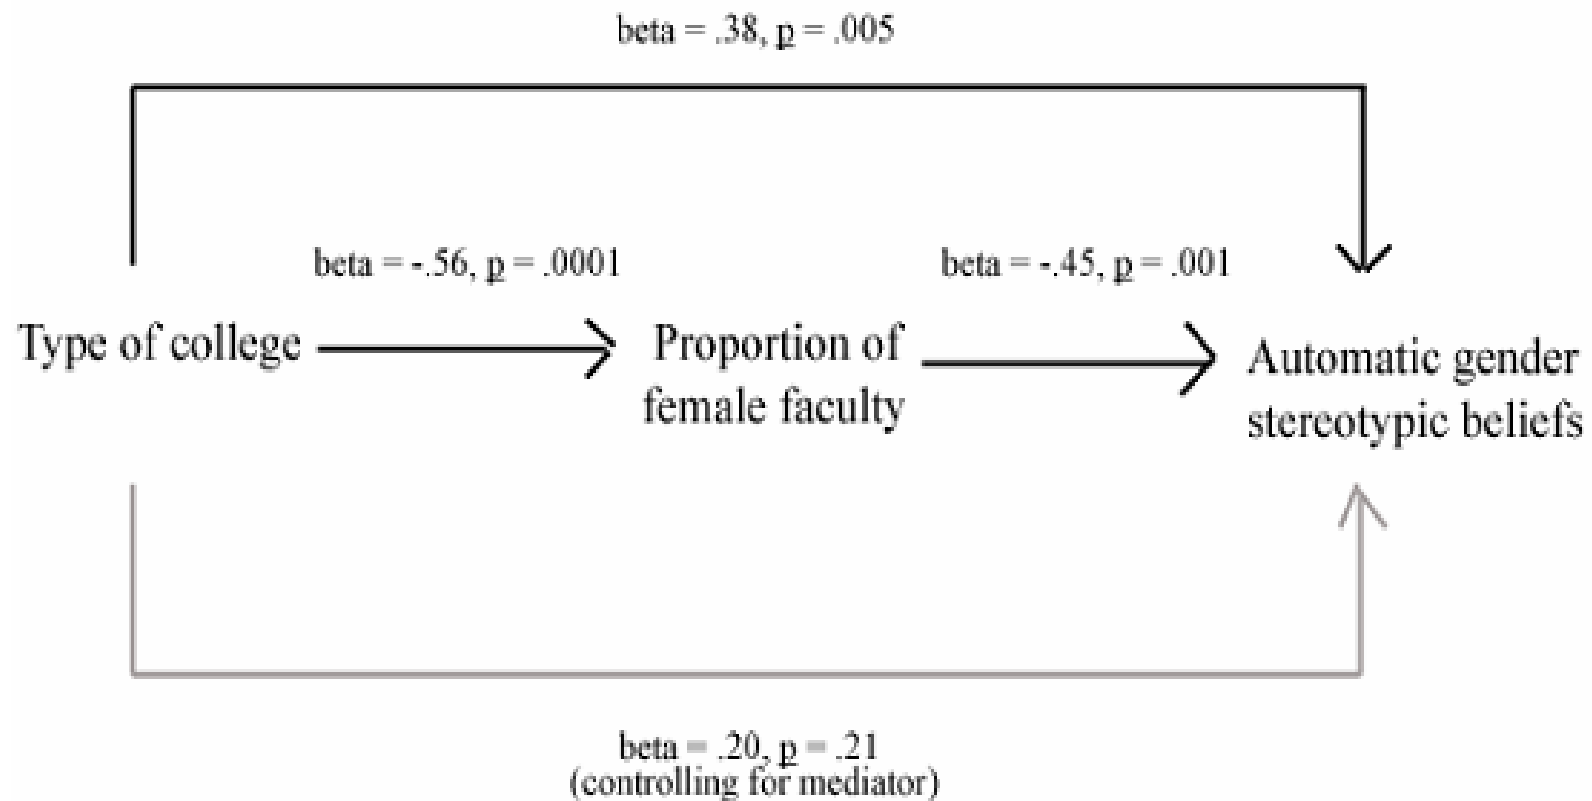 beta = .38, p = .005
beta = -.56, p = .0001
beta = -.45, p = .001
Type of college
Proportion of
female faculty
Automatic gender
stereotypic beliefs
beta = .20, p = .21
(controlling for mediator)